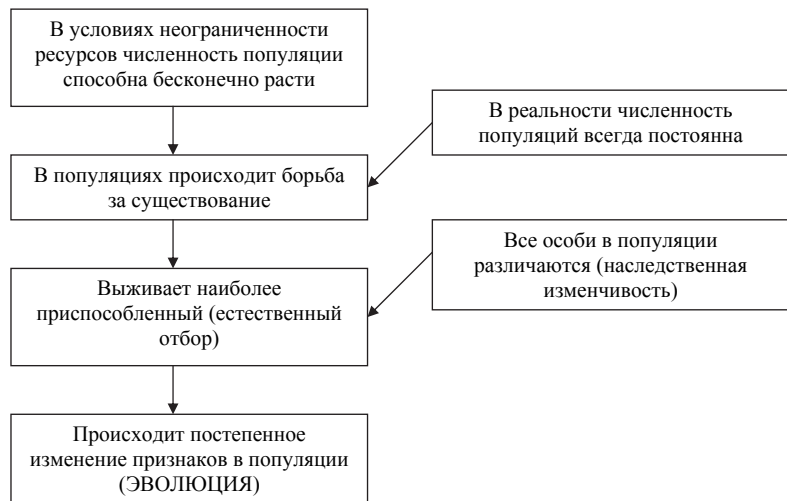 В условиях неограниченности
ресурсов численность популяции
способна бесконечно расти
В реальности численность
популяций всегда постоянна
В популяциях происходит борьба
за существование
Все особи в популяции
различаются (наследственная
изменчивость)
Выживает наиболее
приспособленный (естественный
отбор)
Происходит постепенное
изменение признаков в популяции
(ЭВОЛЮЦИЯ)